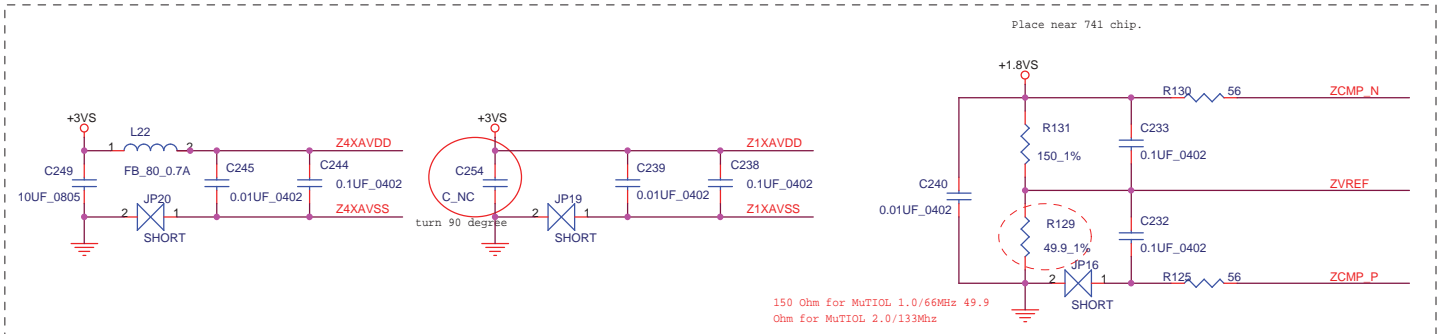 Place near 741 chip.
+1.8VS
R130
56
ZCMP_N
+3VS
L22
1
2
Z4XAVDD
C249
10UF_0805
FB_80_0.7A
C245
0.01UF_0402
C244
0.1UF_0402
JP20
2
1
SHORT
Z4XAVSS
+3VS
Z1XAVDD
C254
C_NC
turn 90 degree
C239
0.01UF_0402
C238
0.1UF_0402
JP19
2
1
SHORT
Z1XAVSS
R131
150_1%
C233
0.1UF_0402
C240
0.01UF_0402
ZVREF
R129
49.9_1%
C232
0.1UF_0402
JP16
2
1
SHORT
R125
56
ZCMP_P
150 Ohm for MuTIOL 1.0/66MHz 49.9
Ohm for MuTIOL 2.0/133Mhz